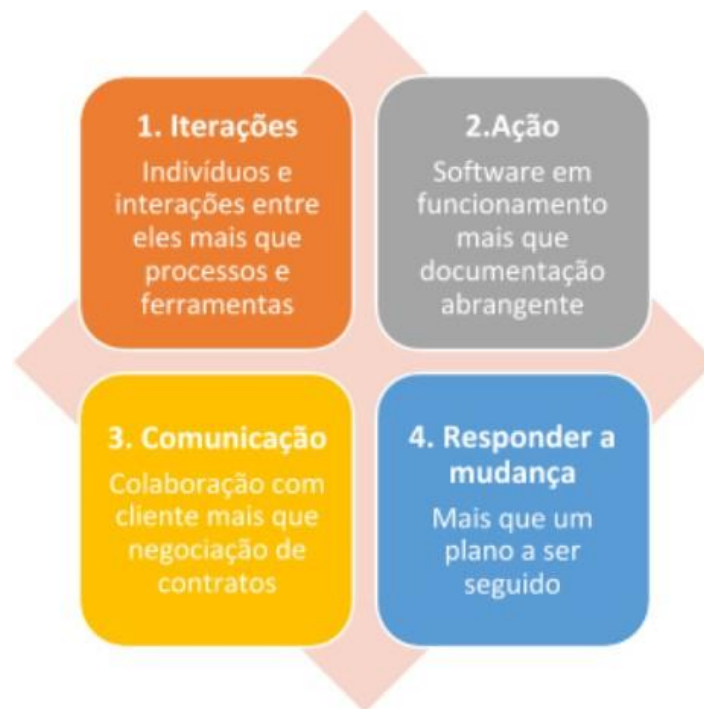 1. Iterações
Indivíduos e
interações entre
eles mais que
processos e
ferramentas
2.Ação
Software em
funcionamento
mais que
documentação
abrangente
3. Comunicação
Colaboração com
cliente mais que
negociação de
contratos
4. Responder a
mudança
Mais que um
plano a ser
seguido